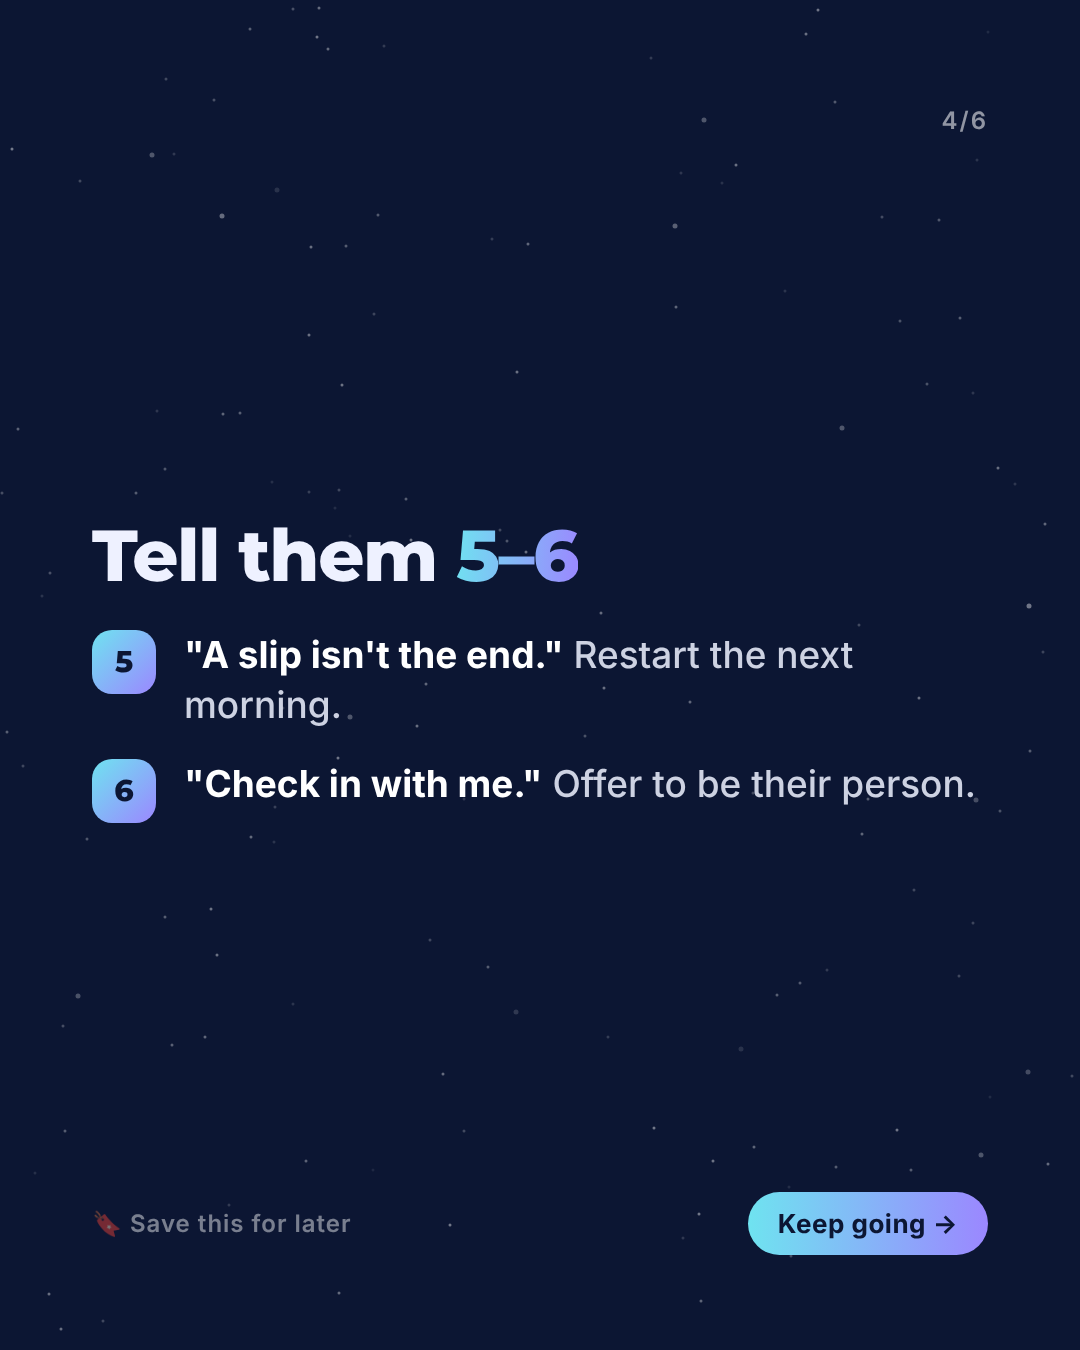 4/6
Tell them 5–6
5 "A slip isn't the end." Restart the next
morning.
6 "Check in with me." Offer to be their person.
🔖 Save this for later
Keep going →